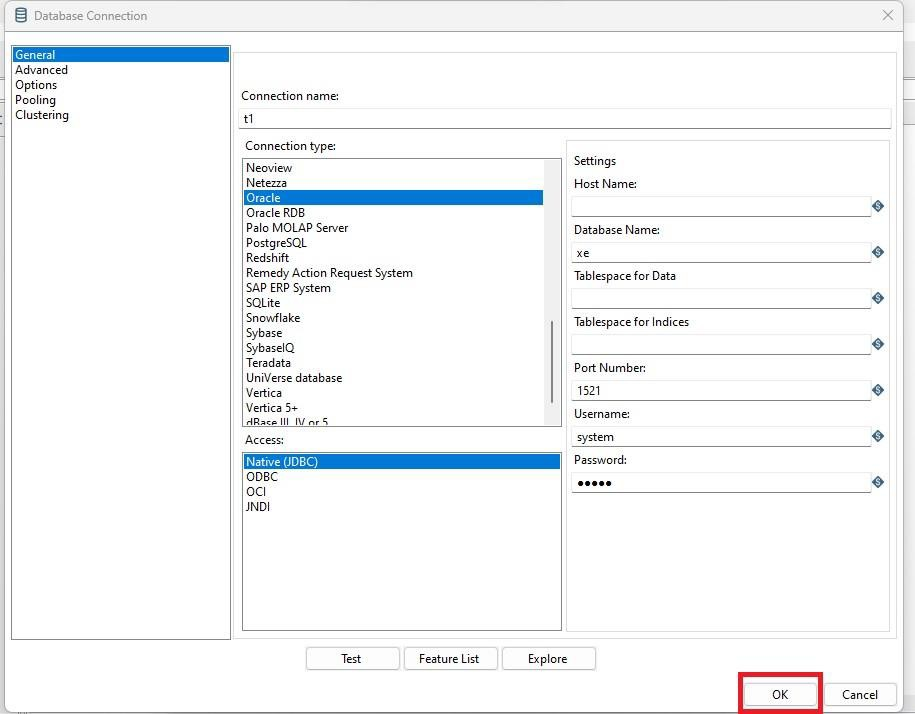 Database Connection
General
Advanced
Options
Pooling
Clustering
Connection name:
t1
Connection type:
Neoview
Netezza
Oracle
Oracle RDB
Palo MOLAP Server
PostgreSQL
Redshift
Remedy Action Request System
SAP ERP System
SQLite
Snowflake
Sybase
SybaseIQ
Teradata
UniVerse database
Vertica
Vertica 5+
dBase III, IV or 5
Access:
Native (JDBC)
ODBC
OCI
JNDI
Settings
Host Name:
Database Name:
xe
Tablespace for Data
Tablespace for Indices
Port Number:
1521
Username:
system
Password:
●●●●●
Test
Feature List
Explore
OK
Cancel